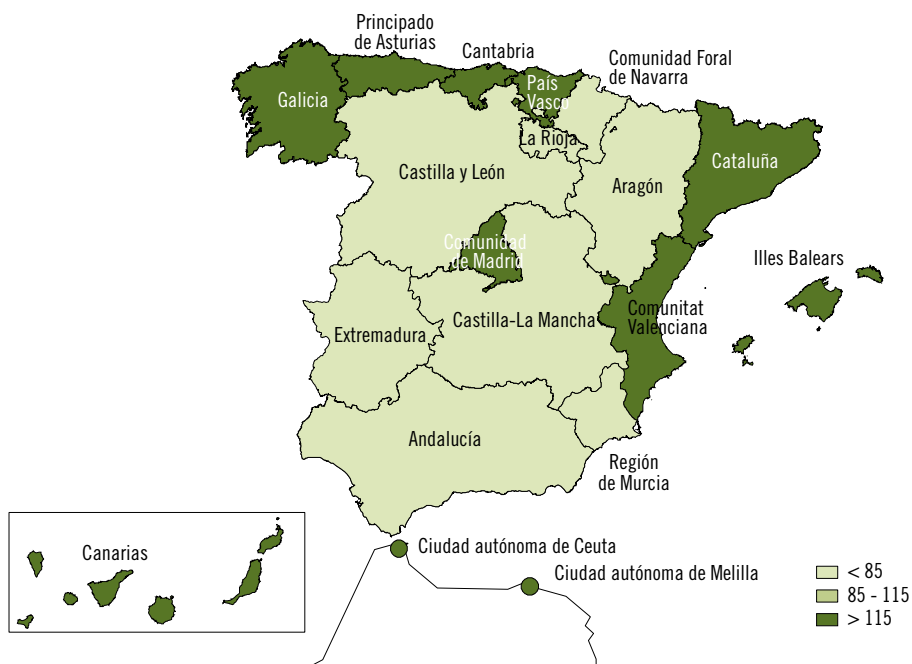 Principado
de Asturias
Cantabria
Comunidad Foral
de Navarra
País
Vasco
Galicia
La Rioja
Castilla y León
Aragón
Cataluña
Comunidad
de Madrid
Illes Balears
Comunitat
Valenciana
Castilla-La Mancha
Extremadura
Andalucía
Región
de Murcia
Canarias
Ciudad autónoma de Ceuta
Ciudad autónoma de Melilla
< 85
85 - 115
> 115